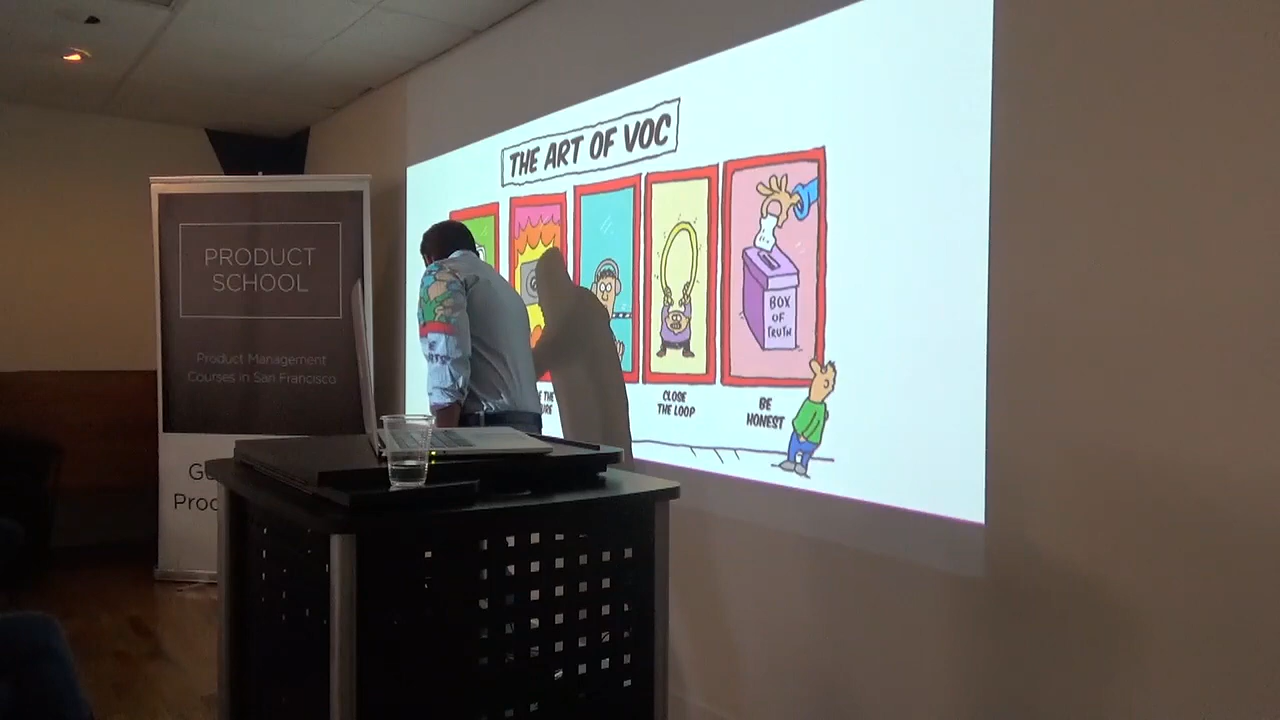 THE ART OF VOC
PRODUCT
SCHOOL
Product Management
Courses in San Francisco
BOX
OF
TRUTH
THE
CLOSE
THE LOOP
BE
HONEST